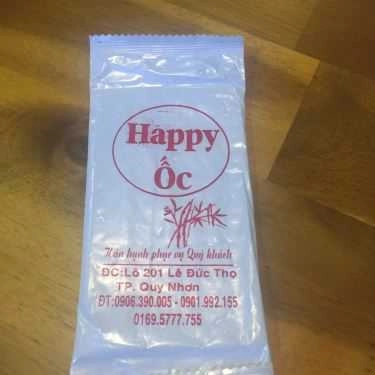 Happy
Ốc
Hân hạnh phục vụ Quý khách
ĐC:Lô 201 Lê Đức Thọ
TP. Quy Nhơn
ĐT:0906.390.005 - 0901.992.155
0169.5777.755